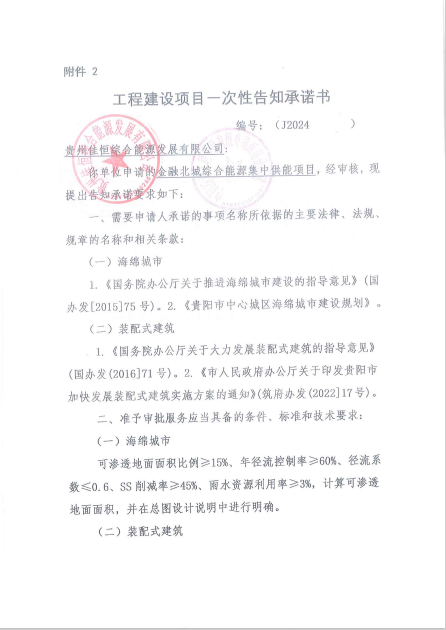 附件 2
工程建设项目一次性告知承诺书
编号：（J2024 ）
贵州佳恒综合能源发展有限公司：
你单位申请的金融北城综合能源集中供能项目，经审核，现
提出告知承诺要求如下：
一、需要申请人承诺的事项名称所依据的主要法律、法规、
规章的名称和相关条款：
（一）海绵城市
1.《国务院办公厅关于推进海绵城市建设的指导意见》(国
办发[2015]75 号)。2.《贵阳市中心城区海绵城市建设规划》。
（二）装配式建筑
1.《国务院办公厅关于大力发展装配式建筑的指导意见》
(国办发(2016]71 号)。2.《市人民政府办公厅关于印发贵阳市
加快发展装配式建筑实施方案的通知》(筑府办发(2022]17 号)。
二、准予审批服务应当具备的条件、标准和技术要求：
（一）海绵城市
可渗透地面面积比例≥15%、年径流控制率≥60%、径流系
数≤0.6、SS 削减率≥45%、雨水资源利用率≥3%，计算可渗透
地面面积，并在总图设计说明中进行明确。
（二）装配式建筑